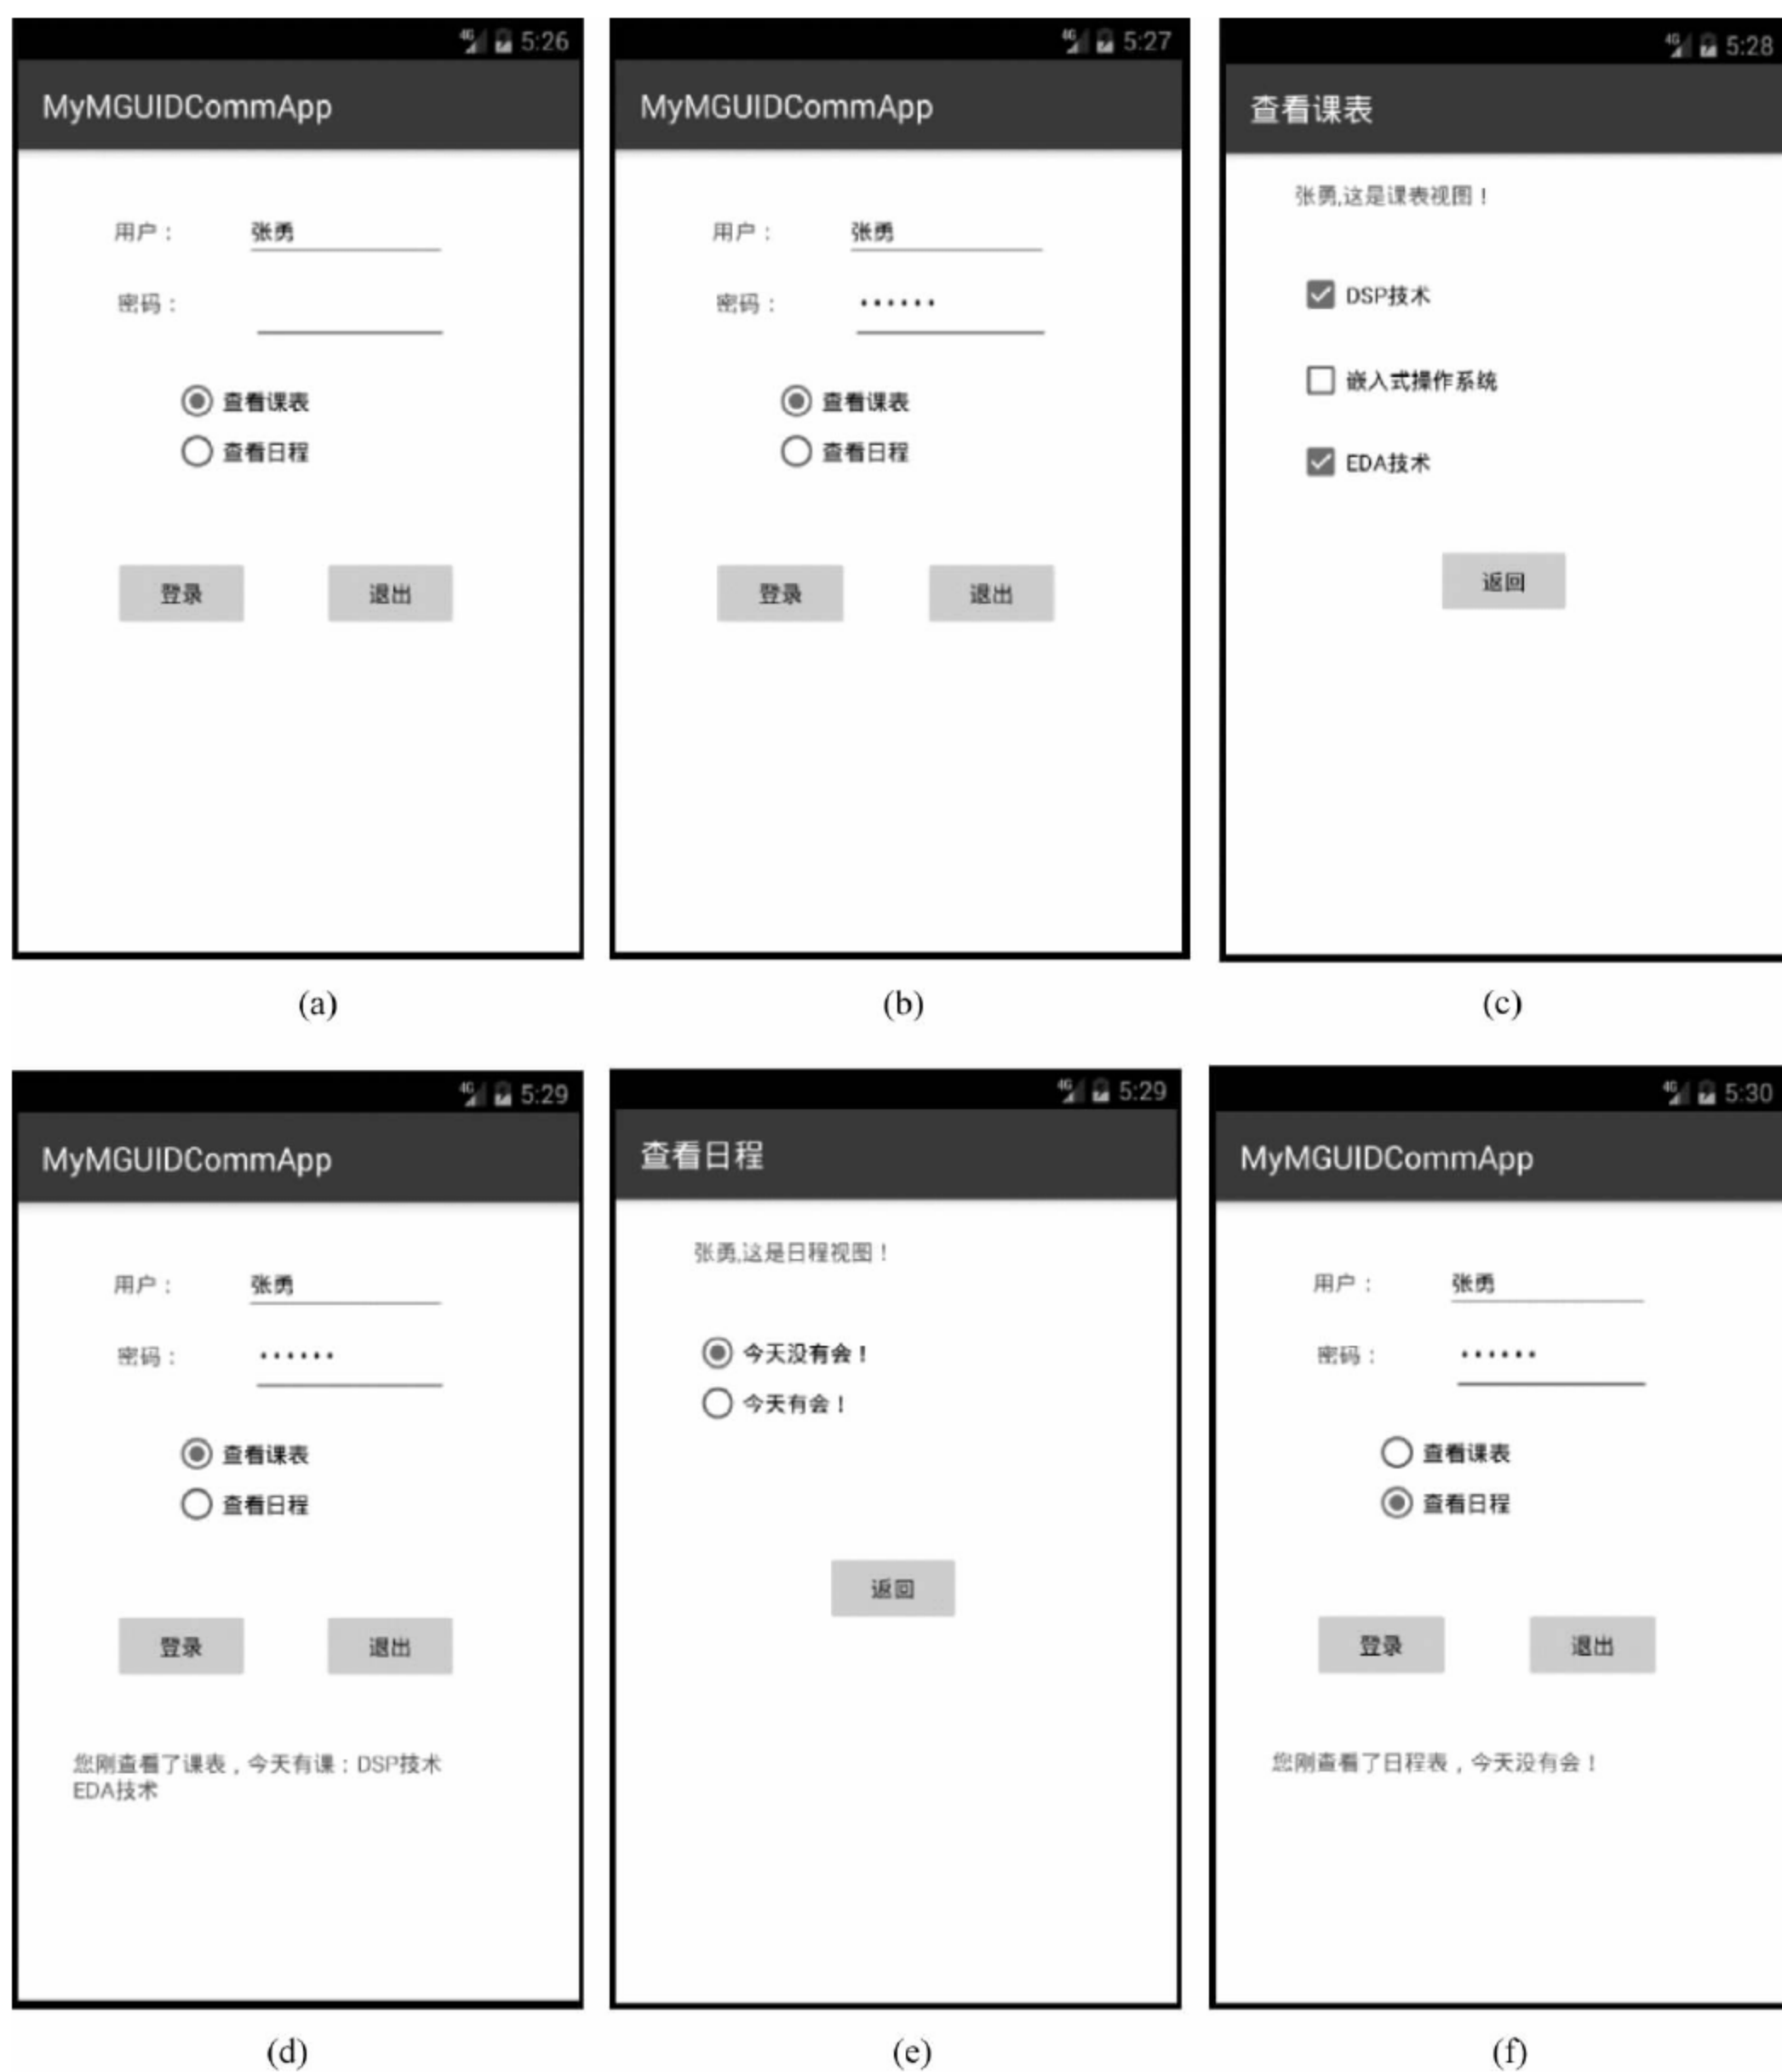 5:26
MyMGUIDCommApp
用户：
张勇
密码：
查看课表
查看日程
登录
退出
(a)
5:27
MyMGUIDCommApp
用户：
张勇
密码：
······
查看课表
查看日程
登录
退出
(b)
5:28
查看课表
张勇,这是课表视图！
DSP技术
嵌入式操作系统
EDA技术
返回
(c)
5:29
MyMGUIDCommApp
用户：
张勇
密码：
······
查看课表
查看日程
登录
退出
您刚查看了课表，今天有课：DSP技术
EDA技术
(d)
5:29
查看日程
张勇,这是日程视图！
今天没有会！
今天有会！
返回
(e)
5:30
MyMGUIDCommApp
用户：
张勇
密码：
······
查看课表
查看日程
登录
退出
您刚查看了日程表，今天没有会！
(f)